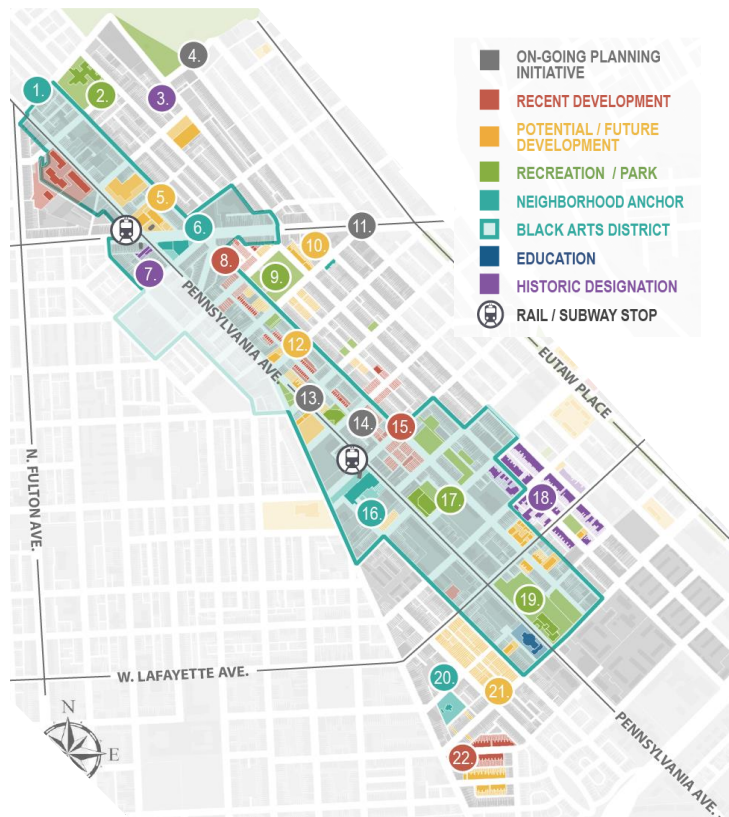 4.
ON-GOING PLANNING
INITIATIVE
1.
2.
3.
RECENT DEVELOPMENT
POTENTIAL / FUTURE
DEVELOPMENT
RECREATION / PARK
NEIGHBORHOOD ANCHOR
BLACK ARTS DISTRICT
EDUCATION
HISTORIC DESIGNATION
RAIL / SUBWAY STOP
5.
6.
11.
10.
7.
8.
9.
PENNSYLVANIA AVE.
EUTAW PLACE
12.
13.
14.
15.
N. FULTON AVE.
16.
17.
18.
19.
W. LAFAYETTE AVE.
20.
21.
PENNSYLVANIA AVE.
22.
N
E